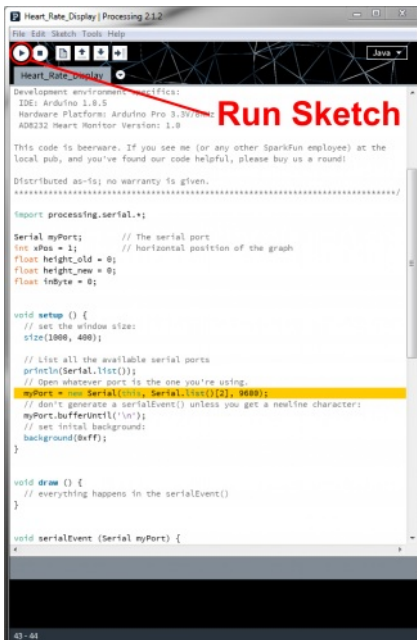 Heart_Rate_Display | Processing 2.1.2
File Edit Sketch Tools Help
Java
Heart_Rate_Display
Run Sketch
Development environment specifics:
IDE: Arduino 1.0.5
Hardware Platform: Arduino Pro 3.3V/8MHz
AD8232 Heart Monitor Version: 1.0
This code is beerware. If you see me (or any other SparkFun employee) at the
local pub, and you've found our code helpful, please buy us a round!
Distributed as-is; no warranty is given.
******************************************************************************/
import processing.serial.*;
Serial myPort;        // The serial port
int xPos = 1;         // horizontal position of the graph
float height_old = 0;
float height_new = 0;
float inByte = 0;
void setup () {
// set the window size:
size(1000, 400);
// List all the available serial ports
println(Serial.list());
// Open whatever port is the one you're using.
myPort = new Serial(this, Serial.list()[2], 9600);
// don't generate a serialEvent() unless you get a newline character:
myPort.bufferUntil('\n');
// set inital background:
background(0xff);
}
void draw () {
// everything happens in the serialEvent()
}
void serialEvent (Serial myPort) {
43 - 44